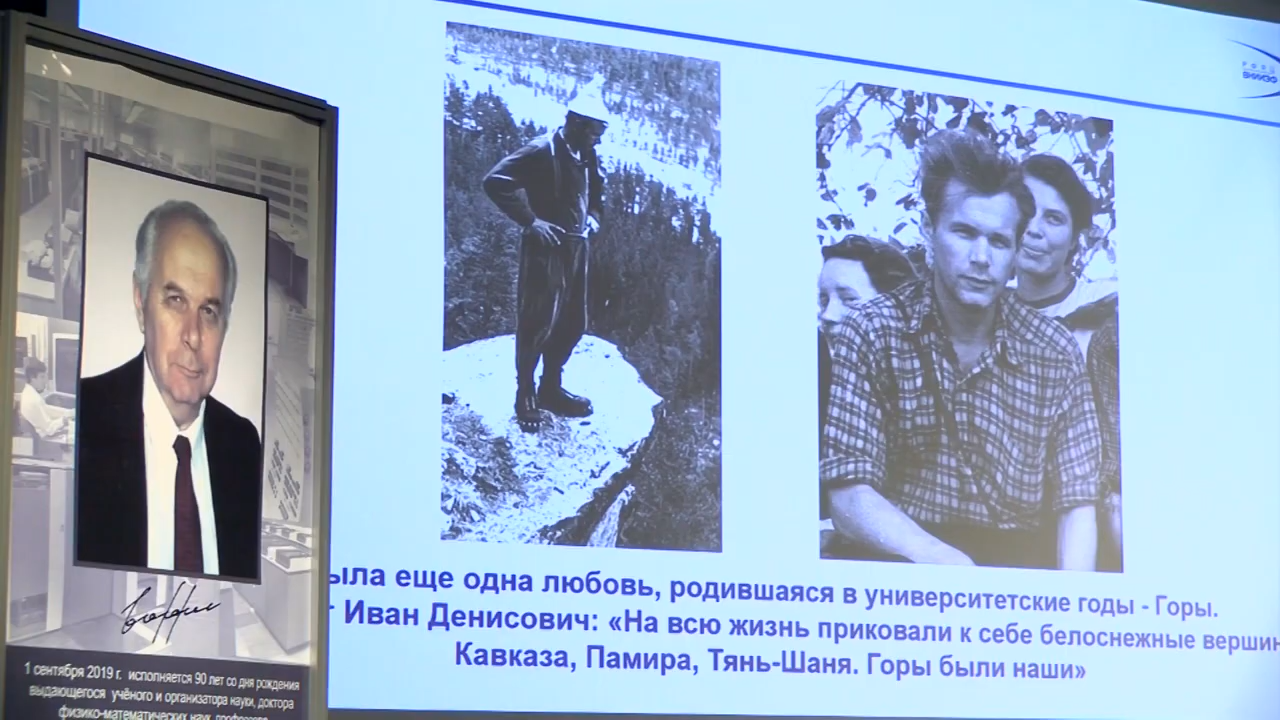 ыла еще одна любовь, родившаяся в университетские годы - Горы.
т Иван Денисович: «На всю жизнь приковали к себе белоснежные вершин
Кавказа, Памира, Тянь-Шаня. Горы были наши»
1 сентября 2019 г. исполняется 90 лет со дня рождения
выдающегося учёного и организатора науки, доктора
физико-математических наук, профессора